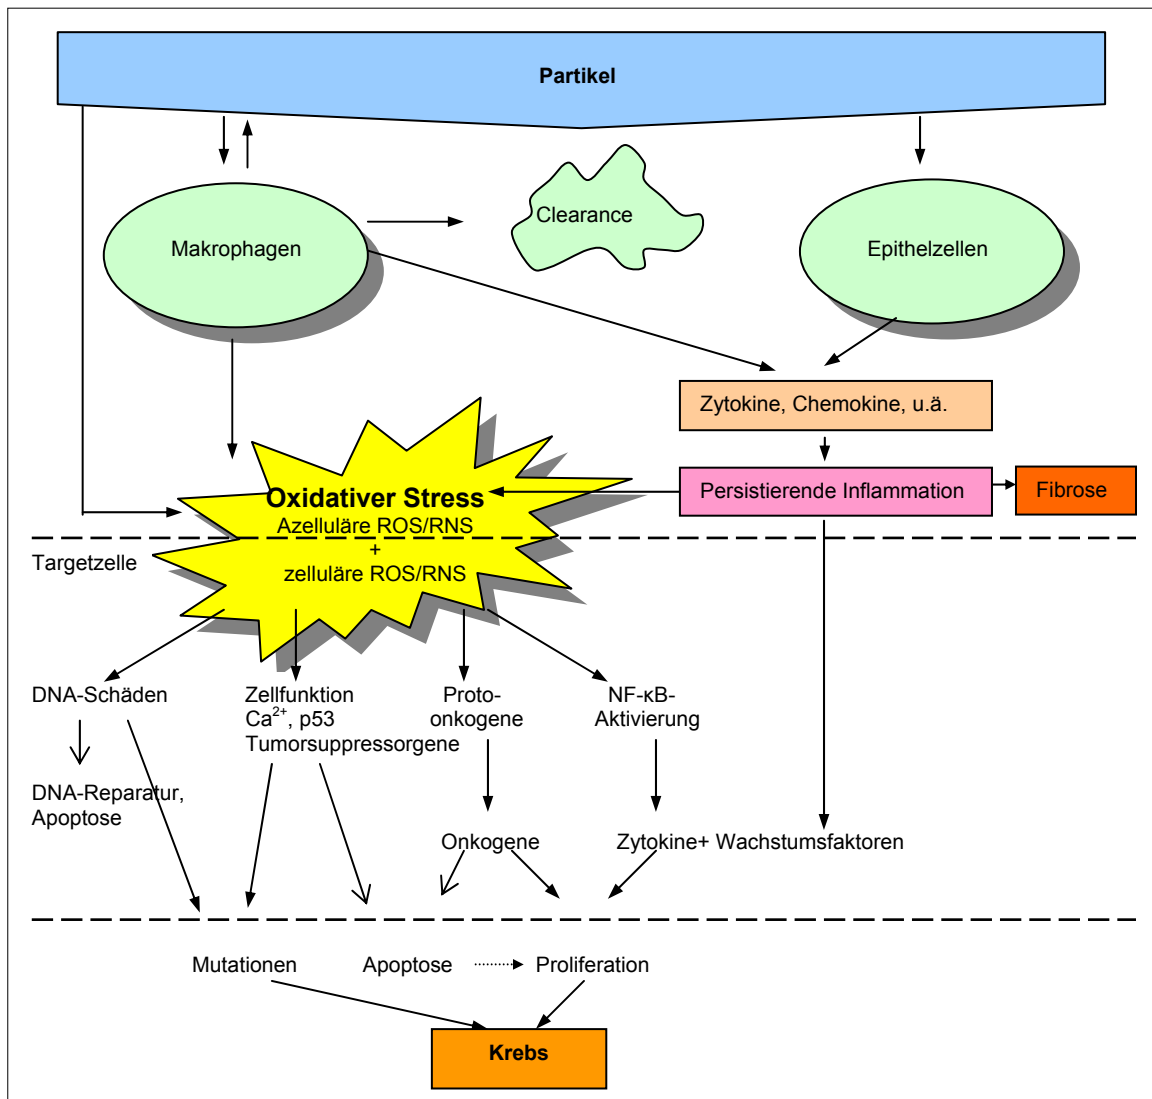 Partikel
Makrophagen
Clearance
Epithelzellen
Zytokine, Chemokine, u.ä.
Oxidativer Stress
Azelluläre ROS/RNS
+
zelluläre ROS/RNS
Persistierende Inflammation
Fibrose
Targetzelle
DNA-Schäden
Zellfunktion
Ca²⁺, p53
Tumorsuppressorgene
Proto-
onkogene
NF-κB-
Aktivierung
DNA-Reparatur,
Apoptose
Onkogene
Zytokine+ Wachstumsfaktoren
Mutationen
Apoptose
Proliferation
Krebs